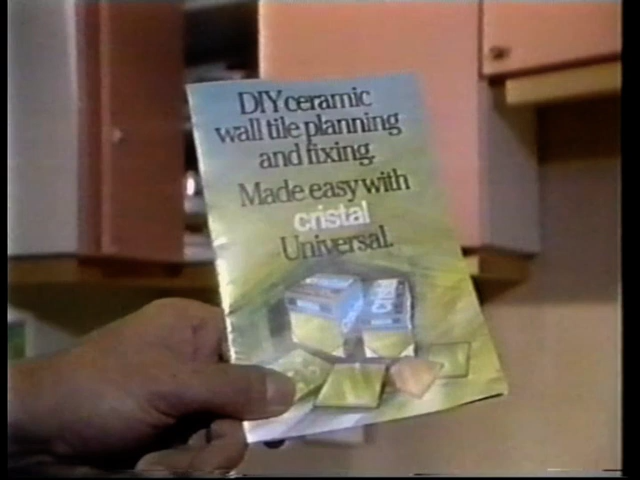 DIY ceramic
wall tile planning
and fixing.
Made easy with
cristal
Universal.